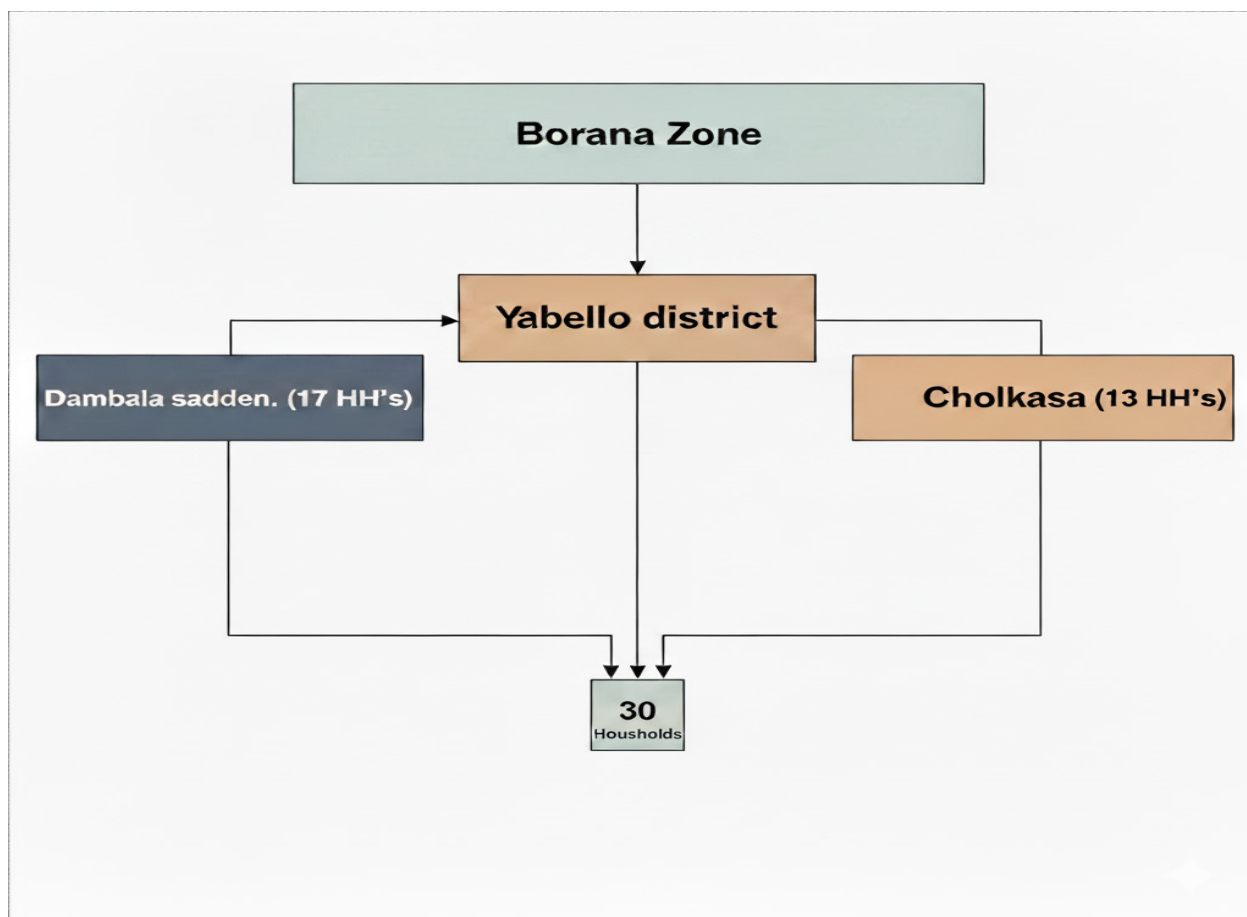 Borana Zone
Yabello district
Dambala sadden. (17 HH's)
Cholkasa (13 HH's)
30
Housholds